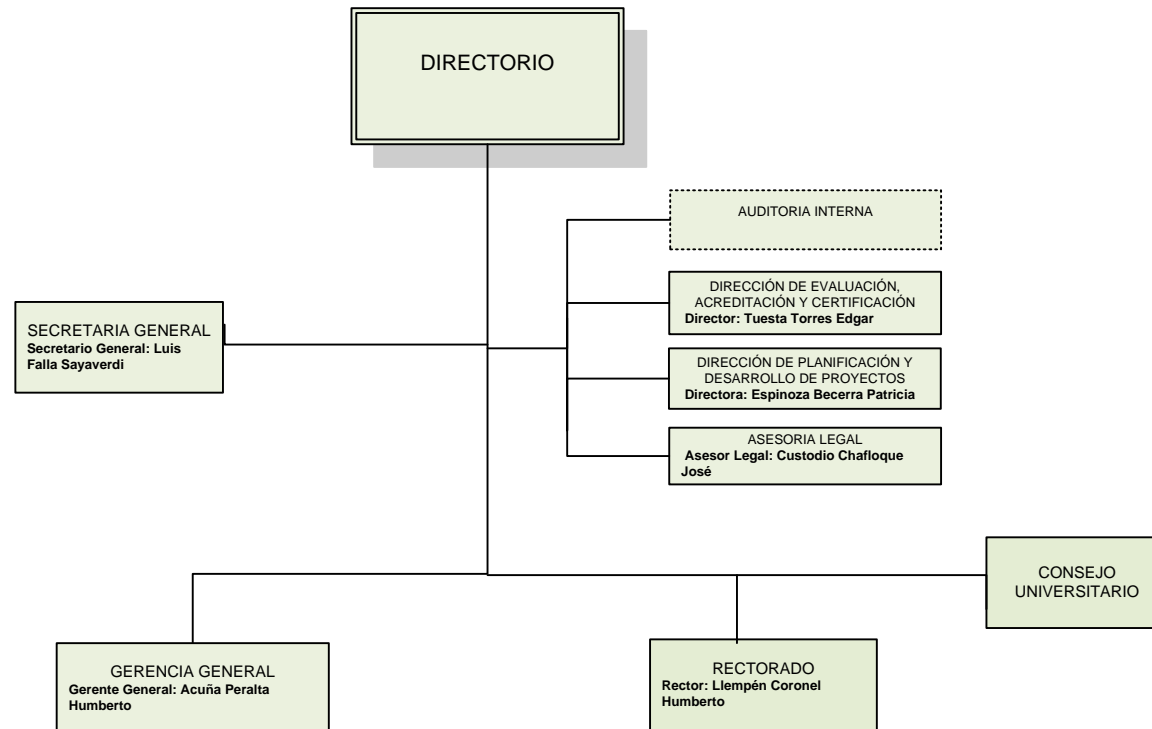 DIRECTORIO
AUDITORIA INTERNA
DIRECCIÓN DE EVALUACIÓN,
ACREDITACIÓN Y CERTIFICACIÓN
Director: Tuesta Torres Edgar
SECRETARIA GENERAL
Secretario General: Luis
Falla Sayaverdi
DIRECCIÓN DE PLANIFICACIÓN Y
DESARROLLO DE PROYECTOS
Directora: Espinoza Becerra Patricia
ASESORIA LEGAL
Asesor Legal: Custodio Chafloque
José
CONSEJO
UNIVERSITARIO
GERENCIA GENERAL
Gerente General: Acuña Peralta
Humberto
RECTORADO
Rector: Llempén Coronel
Humberto